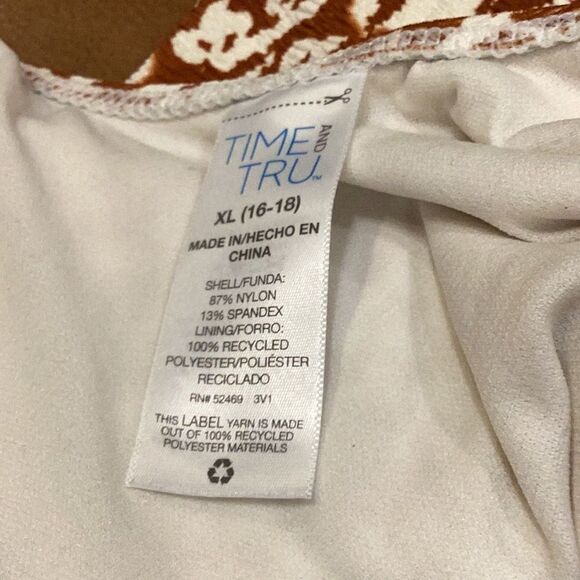 TIME AND
TRU™
XL (16-18)
MADE IN/HECHO EN
CHINA
SHELL/FUNDA:
87% NYLON
13% SPANDEX
LINING/FORRO:
100% RECYCLED
POLYESTER/POLIÉSTER
RECICLADO
RN# 52469 3V1
THIS LABEL YARN IS MADE
OUT OF 100% RECYCLED
POLYESTER MATERIALS